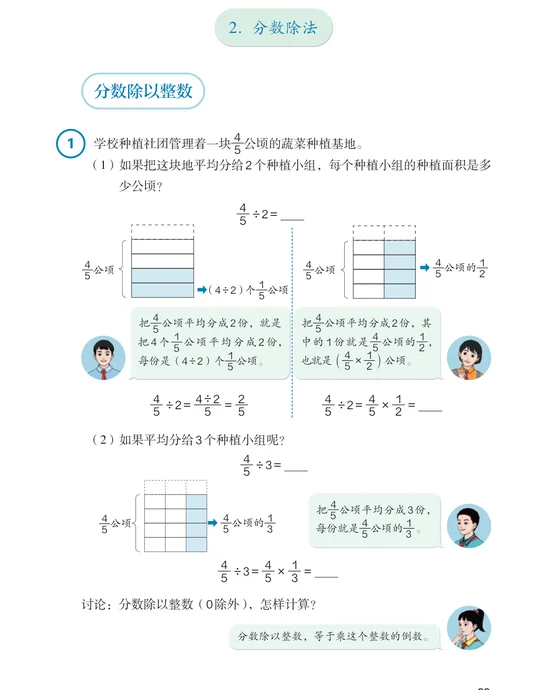 2. 分数除法
分数除以整数
1 学校种植社团管理着一块4/5公顷的蔬菜种植基地。
(1) 如果把这块地平均分给2个种植小组，每个种植小组的种植面积是多
少公顷?
4/5÷2=____
4/5公顷
(4÷2) 个1/5公顷
4/5公顷
4/5公顷的1/2
把4/5公顷平均分成2份，就是
把4个1/5公顷平均分成2份，
每份是 (4÷2) 个1/5公顷。
把4/5公顷平均分成2份，其
中的1份就是4/5公顷的1/2，
也就是(4/5×1/2)公顷。
4/5÷2=4÷2/5=2/5
4/5÷2=4/5×1/2=____
(2) 如果平均分给3个种植小组呢?
4/5÷3=____
4/5公顷
4/5公顷的1/3
把4/5公顷平均分成3份，
每份就是4/5公顷的1/3。
4/5÷3=4/5×1/3=____
讨论：分数除以整数 (0除外)，怎样计算?
分数除以整数，等于乘这个整数的倒数。